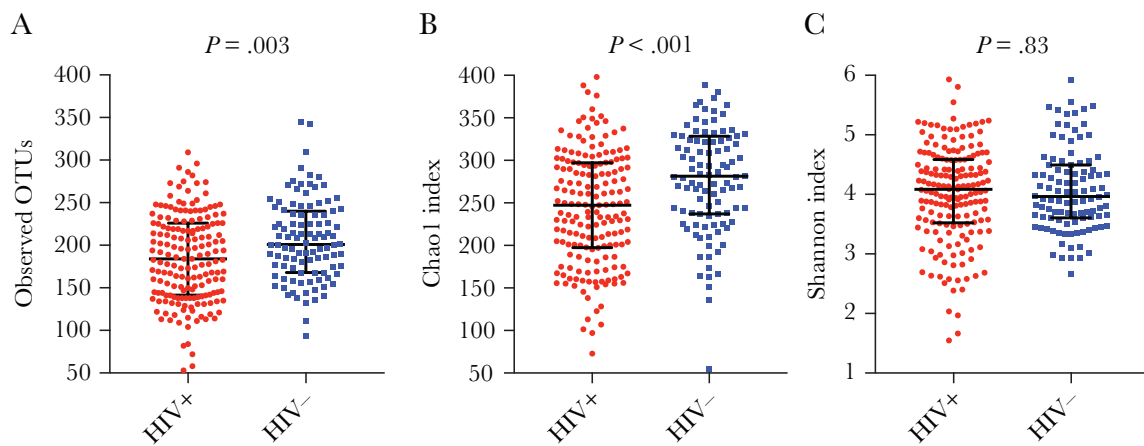 A
P = .003
Observed OTUs
400
350
300
250
200
150
100
50
HIV+
HIV–
B
P < .001
Chao1 index
400
350
300
250
200
150
100
50
HIV+
HIV–
C
P = .83
Shannon index
6
5
4
3
2
1
HIV+
HIV–